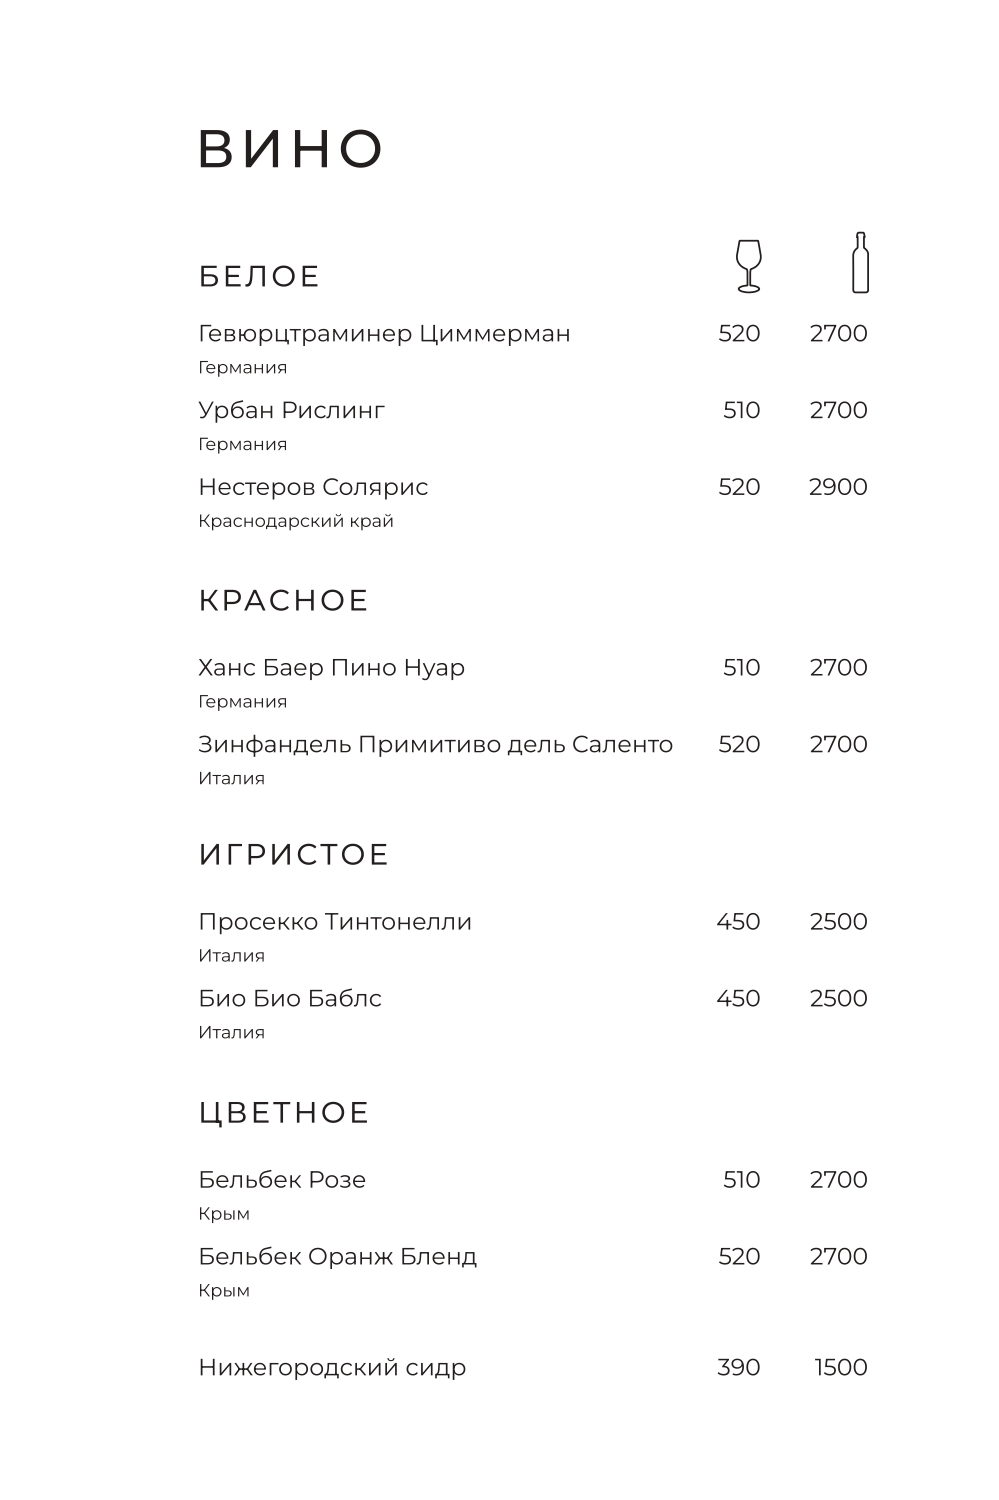 ВИНО
БЕЛОЕ
Гевюрцтраминер Циммерман 520 2700
Германия
Урбан Рислинг 510 2700
Германия
Нестеров Солярис 520 2900
Краснодарский край
КРАСНОЕ
Ханс Баер Пино Нуар 510 2700
Германия
Зинфандель Примитиво дель Саленто 520 2700
Италия
ИГРИСТОЕ
Просекко Тинтонелли 450 2500
Италия
Био Био Баблс 450 2500
Италия
ЦВЕТНОЕ
Бельбек Розе 510 2700
Крым
Бельбек Оранж Бленд 520 2700
Крым
Нижегородский сидр 390 1500